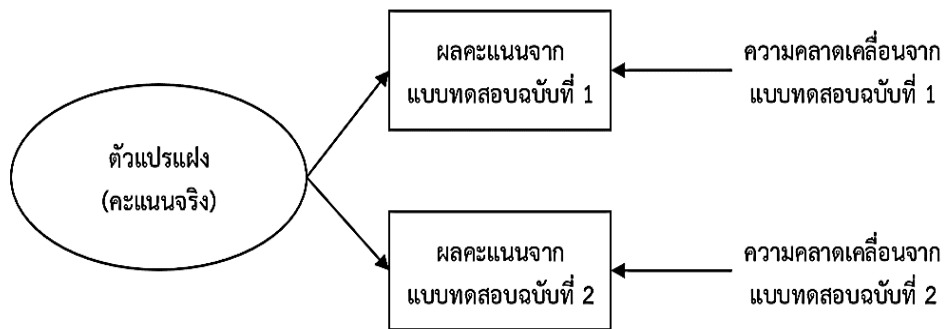 ผลคะแนนจาก
แบบทดสอบฉบับที่ 1
ความคลาดเคลื่อนจาก
แบบทดสอบฉบับที่ 1
ตัวแปรแฝง
(คะแนนจริง)
ผลคะแนนจาก
แบบทดสอบฉบับที่ 2
ความคลาดเคลื่อนจาก
แบบทดสอบฉบับที่ 2